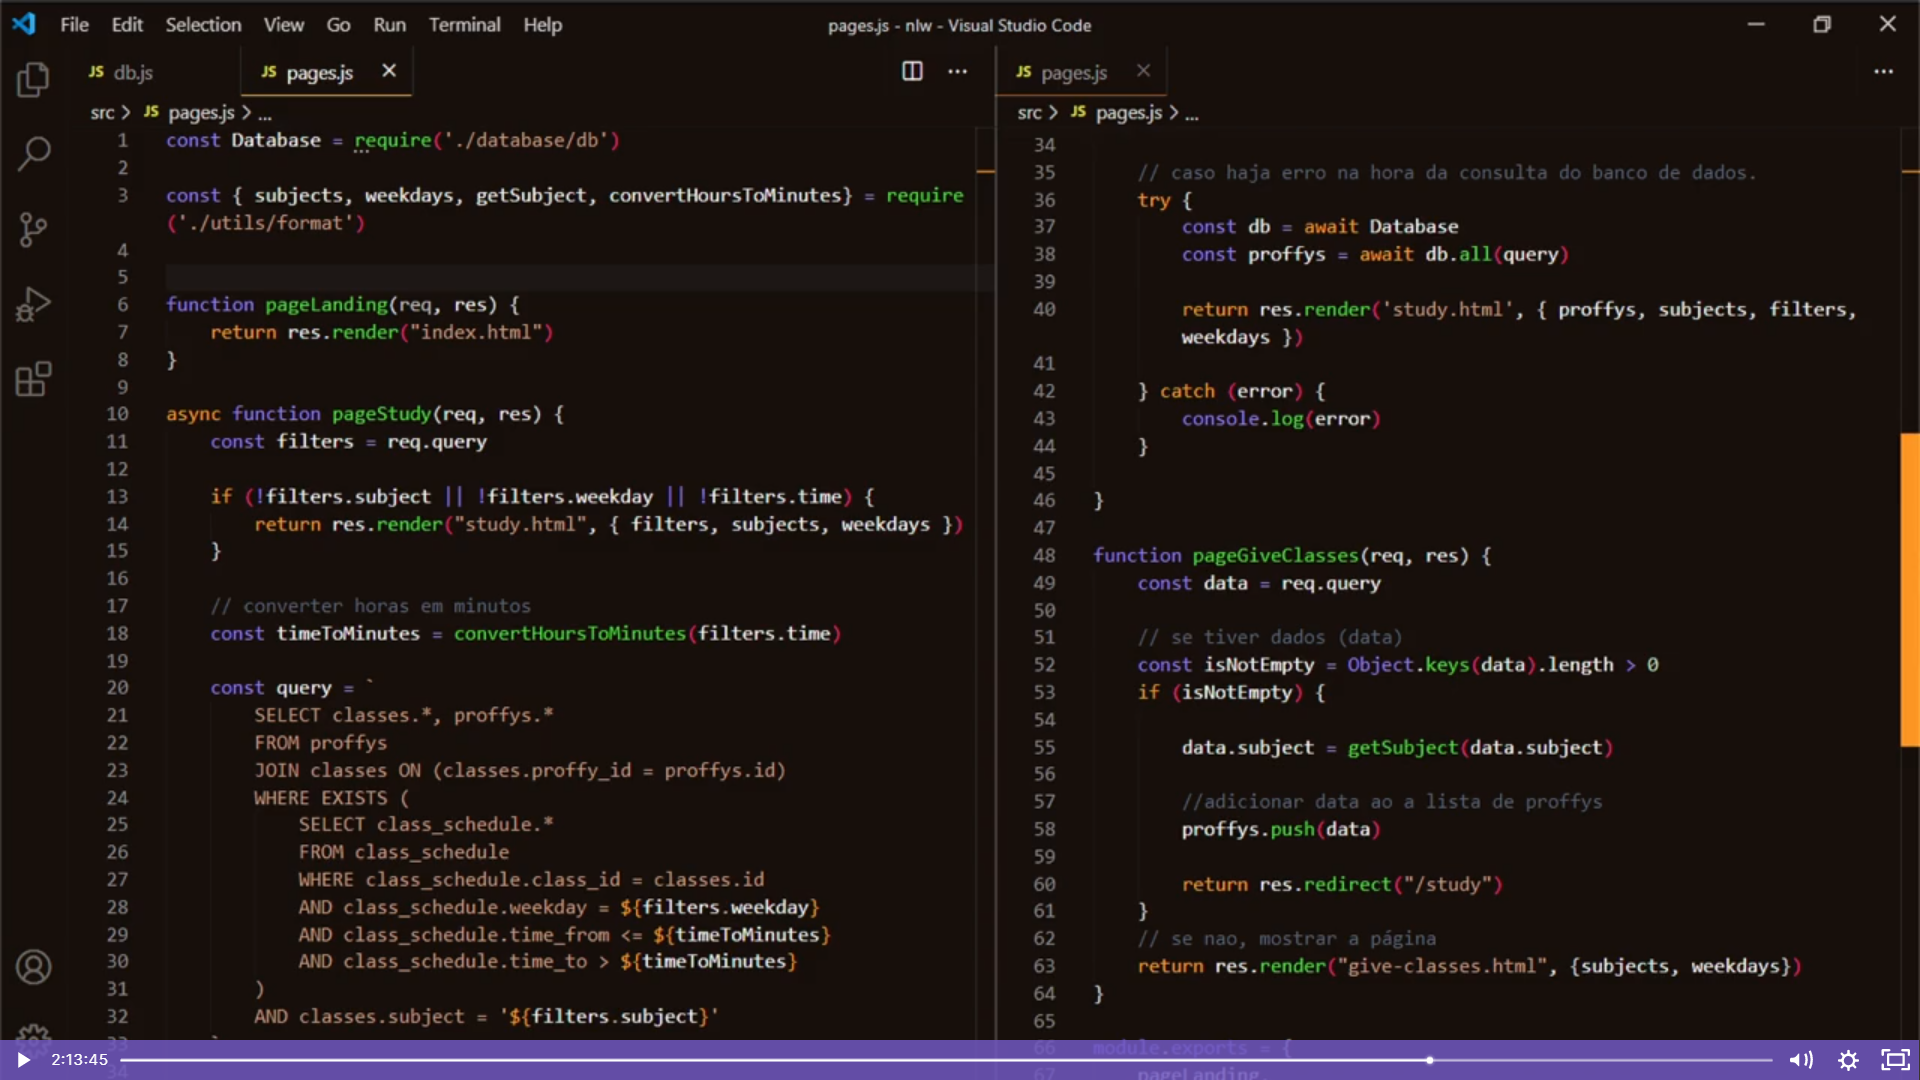 File Edit Selection View Go Run Terminal Help
pages.js - nlw - Visual Studio Code
JS db.js
JS pages.js
src > JS pages.js > ...
1 const Database = require('./database/db')
2
3 const { subjects, weekdays, getSubject, convertHoursToMinutes} = require
('./utils/format')
4
5
6 function pageLanding(req, res) {
7 return res.render("index.html")
8 }
9
10 async function pageStudy(req, res) {
11 const filters = req.query
12
13 if (!filters.subject || !filters.weekday || !filters.time) {
14 return res.render("study.html", { filters, subjects, weekdays })
15 }
16
17 // converter horas em minutos
18 const timeToMinutes = convertHoursToMinutes(filters.time)
19
20 const query = `
21 SELECT classes.*, proffys.*
22 FROM proffys
23 JOIN classes ON (classes.proffy_id = proffys.id)
24 WHERE EXISTS (
25 SELECT class_schedule.*
26 FROM class_schedule
27 WHERE class_schedule.class_id = classes.id
28 AND class_schedule.weekday = ${filters.weekday}
29 AND class_schedule.time_from <= ${timeToMinutes}
30 AND class_schedule.time_to > ${timeToMinutes}
31 )
32 AND classes.subject = '${filters.subject}'
33 `
34
JS pages.js
src > JS pages.js > ...
34
35 // caso haja erro na hora da consulta do banco de dados.
36 try {
37 const db = await Database
38 const proffys = await db.all(query)
39
40 return res.render('study.html', { proffys, subjects, filters,
weekdays })
41
42 } catch (error) {
43 console.log(error)
44 }
45
46 }
47
48 function pageGiveClasses(req, res) {
49 const data = req.query
50
51 // se tiver dados (data)
52 const isNotEmpty = Object.keys(data).length > 0
53 if (isNotEmpty) {
54
55 data.subject = getSubject(data.subject)
56
57 //adicionar data ao a lista de proffys
58 proffys.push(data)
59
60 return res.redirect("/study")
61 }
62 // se nao, mostrar a página
63 return res.render("give-classes.html", {subjects, weekdays})
64 }
65
66 module.exports = {
67 pageLanding,
2:13:45